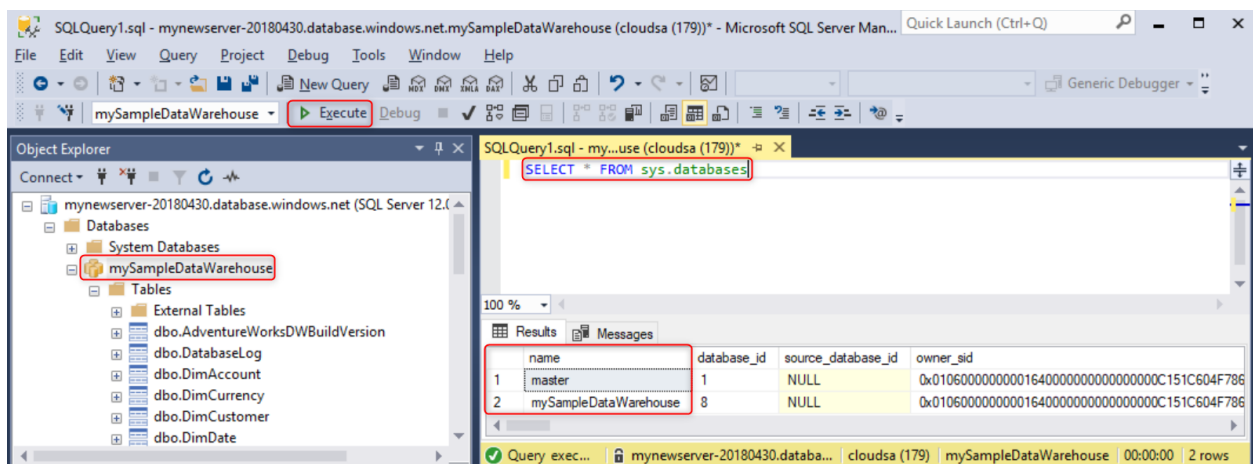 SQLQuery1.sql - mynewserver-20180430.database.windows.net.mySampleDataWarehouse (cloudsa (179))* - Microsoft SQL Server Man...
Quick Launch (Ctrl+Q)
File Edit View Query Project Debug Tools Window Help
New Query MDX DMX XMLA DAX Generic Debugger
mySampleDataWarehouse Execute Debug
Object Explorer
Connect
mynewserver-20180430.database.windows.net (SQL Server 12.0
Databases
System Databases
mySampleDataWarehouse
Tables
External Tables
dbo.AdventureWorksDWBuildVersion
dbo.DatabaseLog
dbo.DimAccount
dbo.DimCurrency
dbo.DimCustomer
dbo.DimDate
SQLQuery1.sql - my...use (cloudsa (179))*
SELECT * FROM sys.databases
100 %
Results Messages
name database_id source_database_id owner_sid
1 master 1 NULL
2 mySampleDataWarehouse 8 NULL
Query exec... mynewserver-20180430.databa... cloudsa (179) mySampleDataWarehouse 00:00:00 2 rows